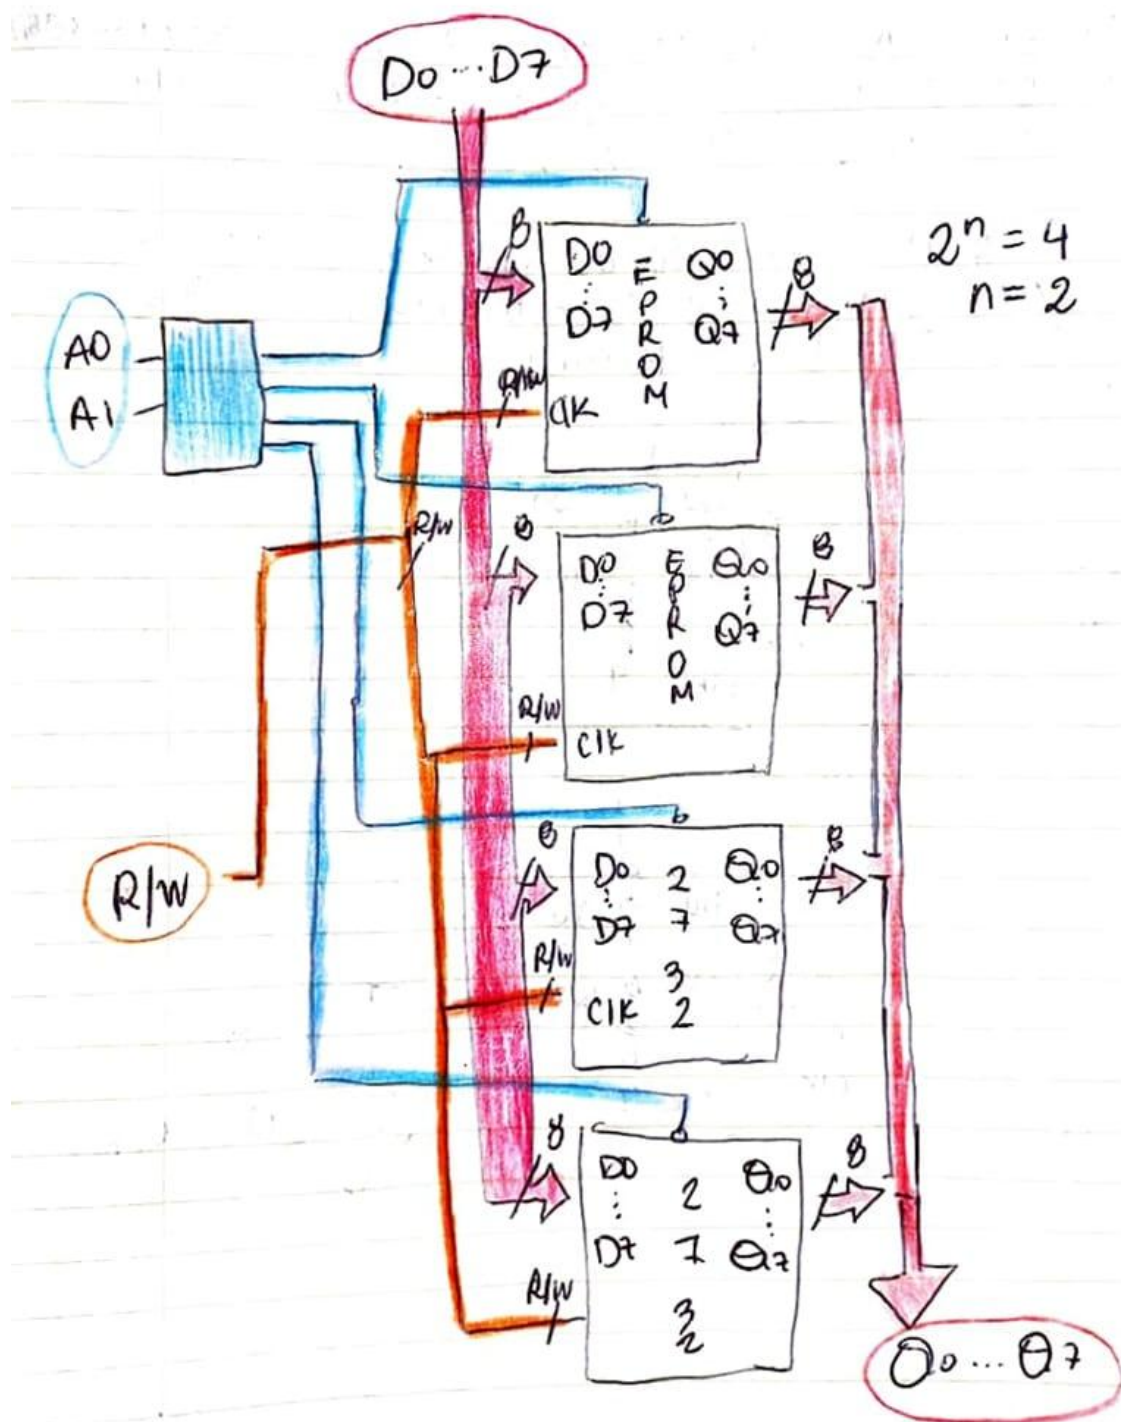 D0...D7
2^n = 4
n = 2
A0
A1
R/W
8
D0 E Q0
⋮ P ⋮
D7 R Q7
O
M
R/W
CLK
8
R/W
8
D0 E Q0
⋮ P ⋮
D7 R Q7
O
M
R/W
CLK
8
8
D0 2 Q0
⋮ ⋮
D7 7 Q7
3
R/W
CLK 2
8
8
D0 2 Q0
⋮ ⋮
D7 7 Q7
3
2
R/W
8
Q0...Q7